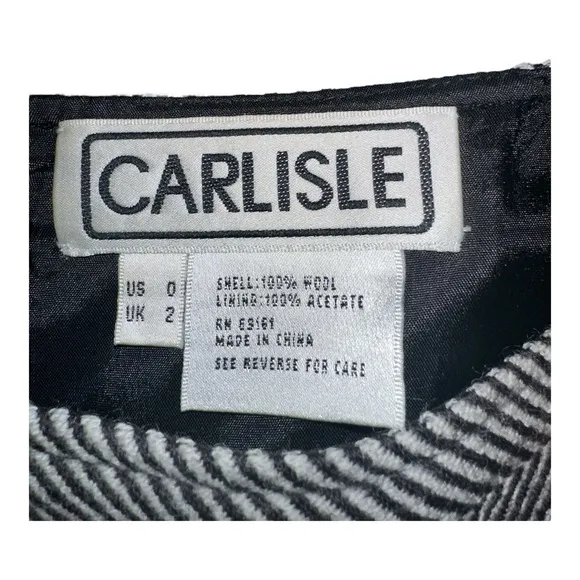 CARLISLE
US 0
UK 2
SHELL:100% WOOL
LINING:100% ACETATE
RN 69161
MADE IN CHINA
SEE REVERSE FOR CARE